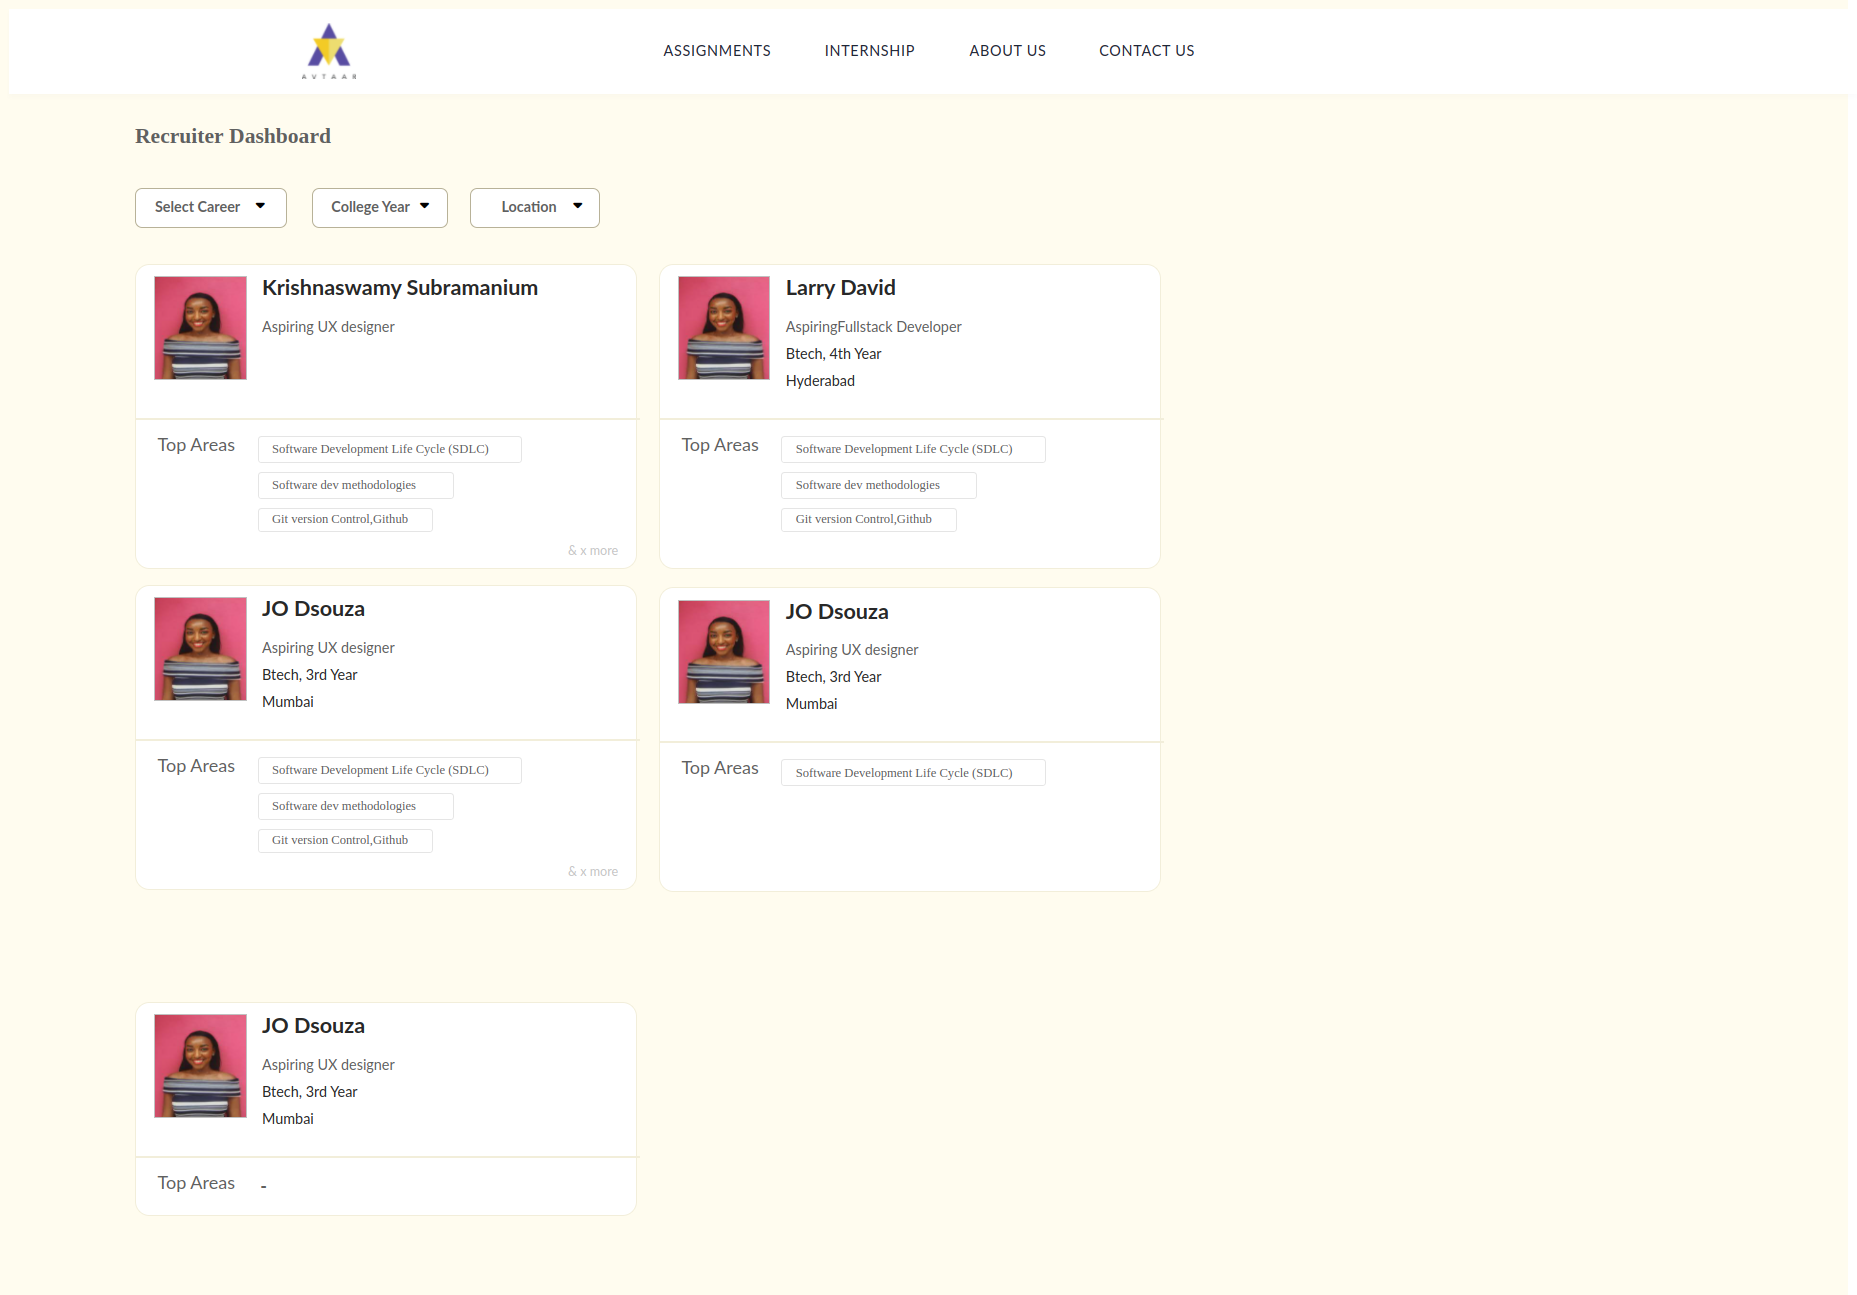 AVTAAR
ASSIGNMENTS INTERNSHIP ABOUT US CONTACT US
Recruiter Dashboard
Select Career College Year Location
Krishnaswamy Subramanium
Aspiring UX designer
Top Areas Software Development Life Cycle (SDLC)
Software dev methodologies
Git version Control,Github
& x more
Larry David
AspiringFullstack Developer
Btech, 4th Year
Hyderabad
Top Areas Software Development Life Cycle (SDLC)
Software dev methodologies
Git version Control,Github
JO Dsouza
Aspiring UX designer
Btech, 3rd Year
Mumbai
Top Areas Software Development Life Cycle (SDLC)
Software dev methodologies
Git version Control,Github
& x more
JO Dsouza
Aspiring UX designer
Btech, 3rd Year
Mumbai
Top Areas Software Development Life Cycle (SDLC)
JO Dsouza
Aspiring UX designer
Btech, 3rd Year
Mumbai
Top Areas -